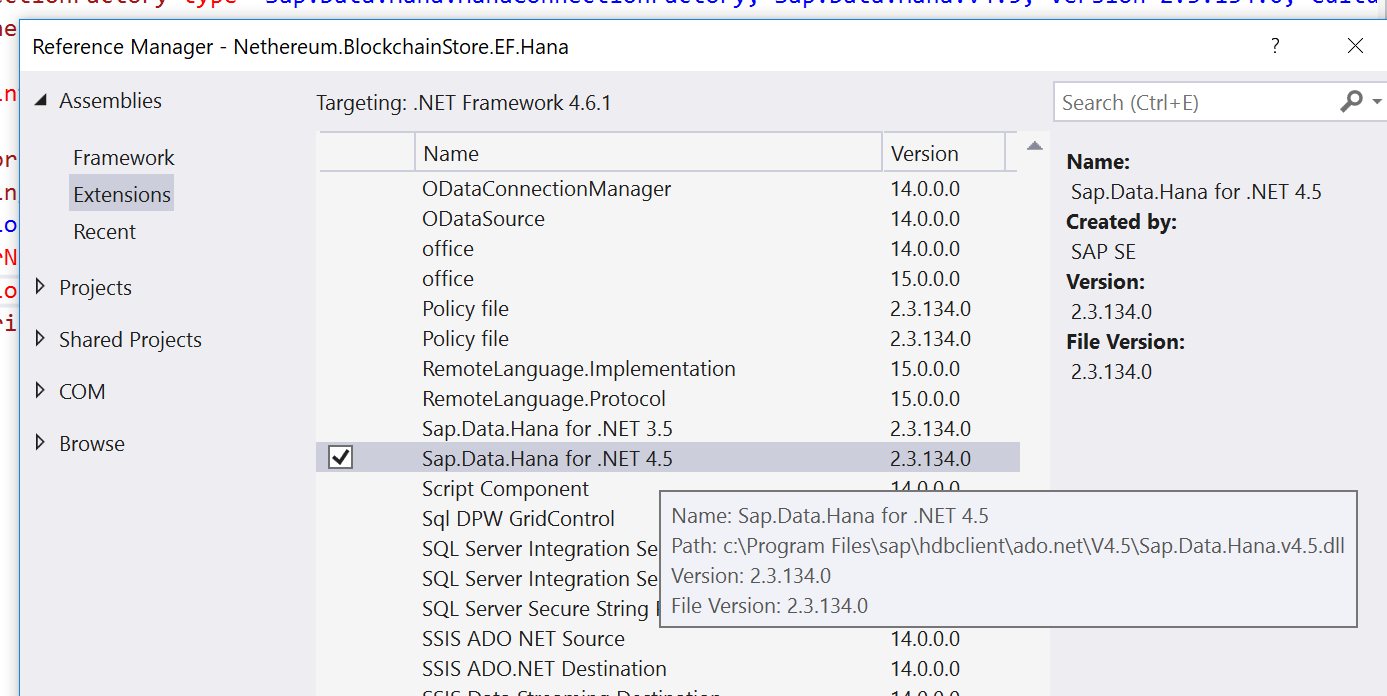 Reference Manager - Nethereum.BlockchainStore.EF.Hana
?
Assemblies
Framework
Extensions
Recent
Projects
Shared Projects
COM
Browse
Targeting: .NET Framework 4.6.1
Search (Ctrl+E)
Name Version
ODataConnectionManager 14.0.0.0
ODataSource 14.0.0.0
office 14.0.0.0
office 15.0.0.0
Policy file 2.3.134.0
Policy file 2.3.134.0
RemoteLanguage.Implementation 15.0.0.0
RemoteLanguage.Protocol 15.0.0.0
Sap.Data.Hana for .NET 3.5 2.3.134.0
Sap.Data.Hana for .NET 4.5 2.3.134.0
Script Component 14.0.0.0
Sql DPW GridControl
SQL Server Integration Se
SQL Server Integration Se
SQL Server Secure String
SSIS ADO NET Source 14.0.0.0
SSIS ADO.NET Destination 14.0.0.0
Name: Sap.Data.Hana for .NET 4.5
Path: c:\Program Files\sap\hdbclient\ado.net\V4.5\Sap.Data.Hana.v4.5.dll
Version: 2.3.134.0
File Version: 2.3.134.0
Name:
Sap.Data.Hana for .NET 4.5
Created by:
SAP SE
Version:
2.3.134.0
File Version:
2.3.134.0